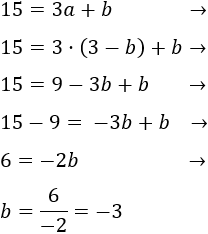 15 = 3a + b →
15 = 3 · (3 − b) + b →
15 = 9 − 3b + b →
15 − 9 = −3b + b →
6 = −2b →
b = 6/−2 = −3